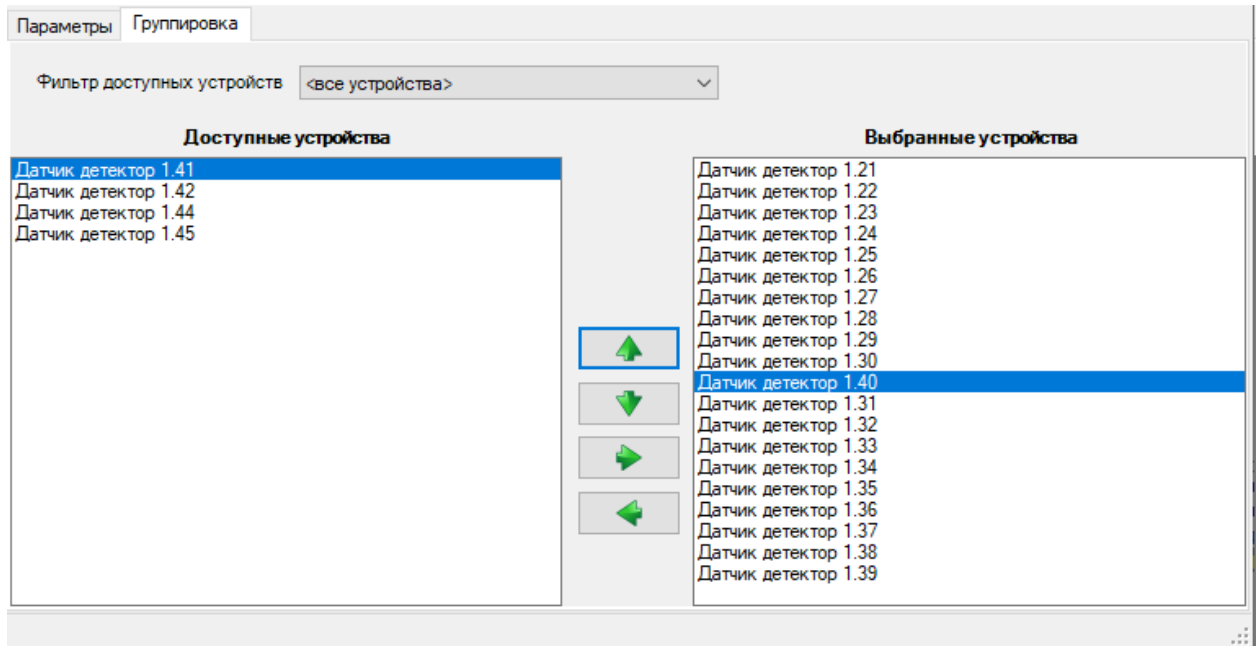 Параметры Группировка
Фильтр доступных устройств <все устройства>
Доступные устройства
Датчик детектор 1.41
Датчик детектор 1.42
Датчик детектор 1.44
Датчик детектор 1.45
Выбранные устройства
Датчик детектор 1.21
Датчик детектор 1.22
Датчик детектор 1.23
Датчик детектор 1.24
Датчик детектор 1.25
Датчик детектор 1.26
Датчик детектор 1.27
Датчик детектор 1.28
Датчик детектор 1.29
Датчик детектор 1.30
Датчик детектор 1.40
Датчик детектор 1.31
Датчик детектор 1.32
Датчик детектор 1.33
Датчик детектор 1.34
Датчик детектор 1.35
Датчик детектор 1.36
Датчик детектор 1.37
Датчик детектор 1.38
Датчик детектор 1.39